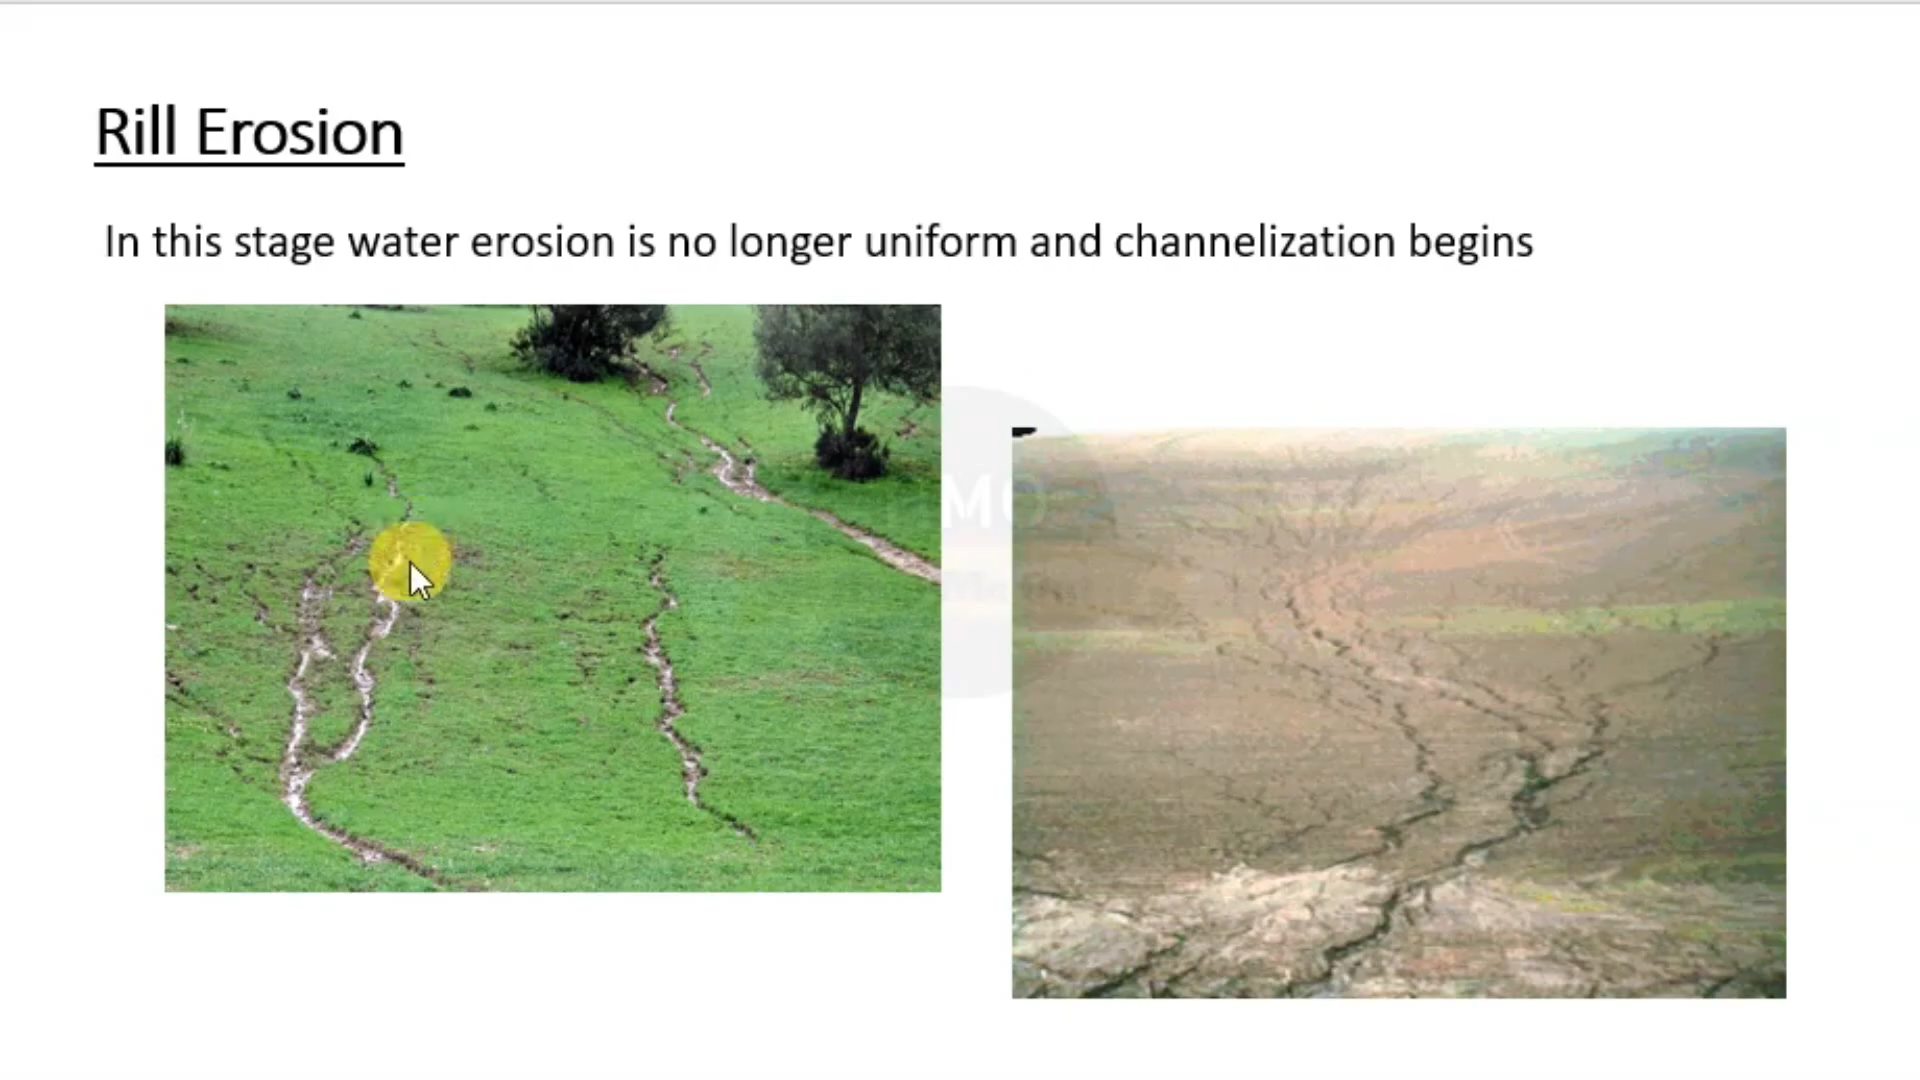 Rill Erosion
In this stage water erosion is no longer uniform and channelization begins